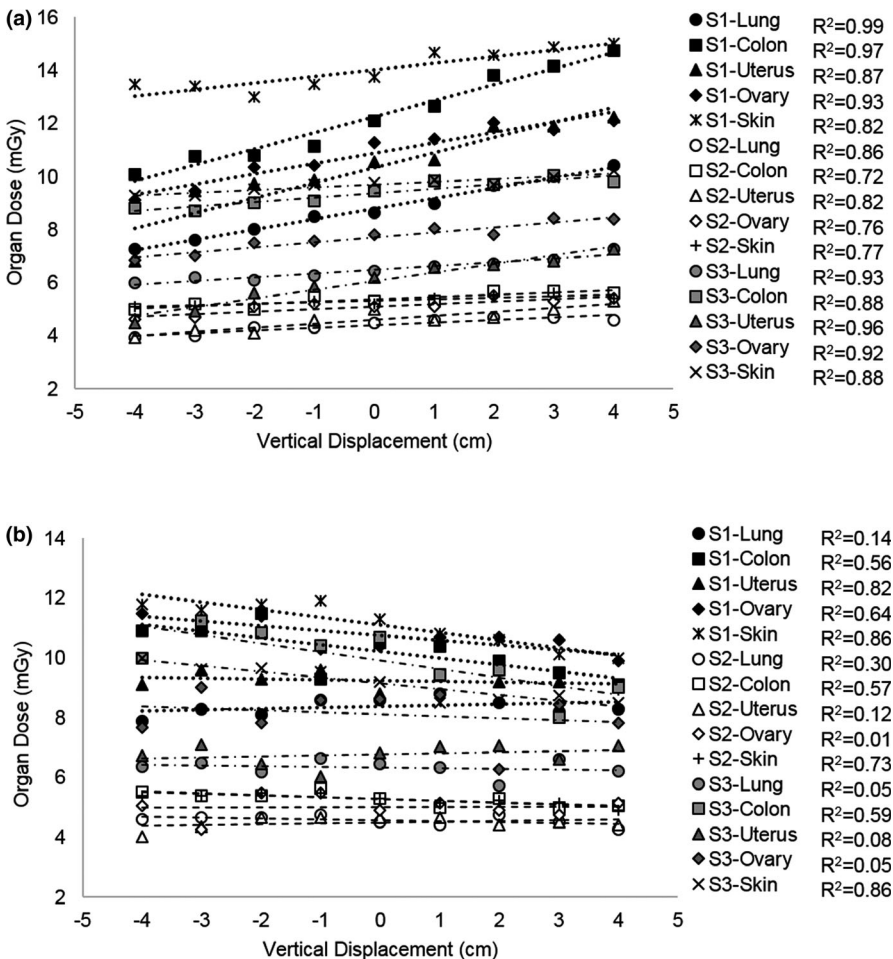 (a)
16
14
12
10
8
6
4
2
Organ Dose (mGy)
-5 -4 -3 -2 -1 0 1 2 3 4 5
Vertical Displacement (cm)
S1-Lung R²=0.99
S1-Colon R²=0.97
S1-Uterus R²=0.87
S1-Ovary R²=0.93
S1-Skin R²=0.82
S2-Lung R²=0.86
S2-Colon R²=0.72
S2-Uterus R²=0.82
S2-Ovary R²=0.76
S2-Skin R²=0.77
S3-Lung R²=0.93
S3-Colon R²=0.88
S3-Uterus R²=0.96
S3-Ovary R²=0.92
S3-Skin R²=0.88
(b)
14
12
10
8
6
4
2
Organ Dose (mGy)
-5 -4 -3 -2 -1 0 1 2 3 4 5
Vertical Displacement (cm)
S1-Lung R²=0.14
S1-Colon R²=0.56
S1-Uterus R²=0.82
S1-Ovary R²=0.64
S1-Skin R²=0.86
S2-Lung R²=0.30
S2-Colon R²=0.57
S2-Uterus R²=0.12
S2-Ovary R²=0.01
S2-Skin R²=0.73
S3-Lung R²=0.05
S3-Colon R²=0.59
S3-Uterus R²=0.08
S3-Ovary R²=0.05
S3-Skin R²=0.86